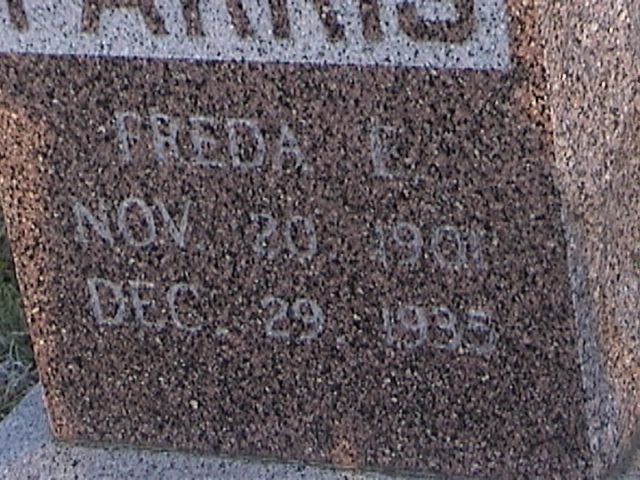 FREDA E.
NOV. 20. 1901
DEC. 29. 1935